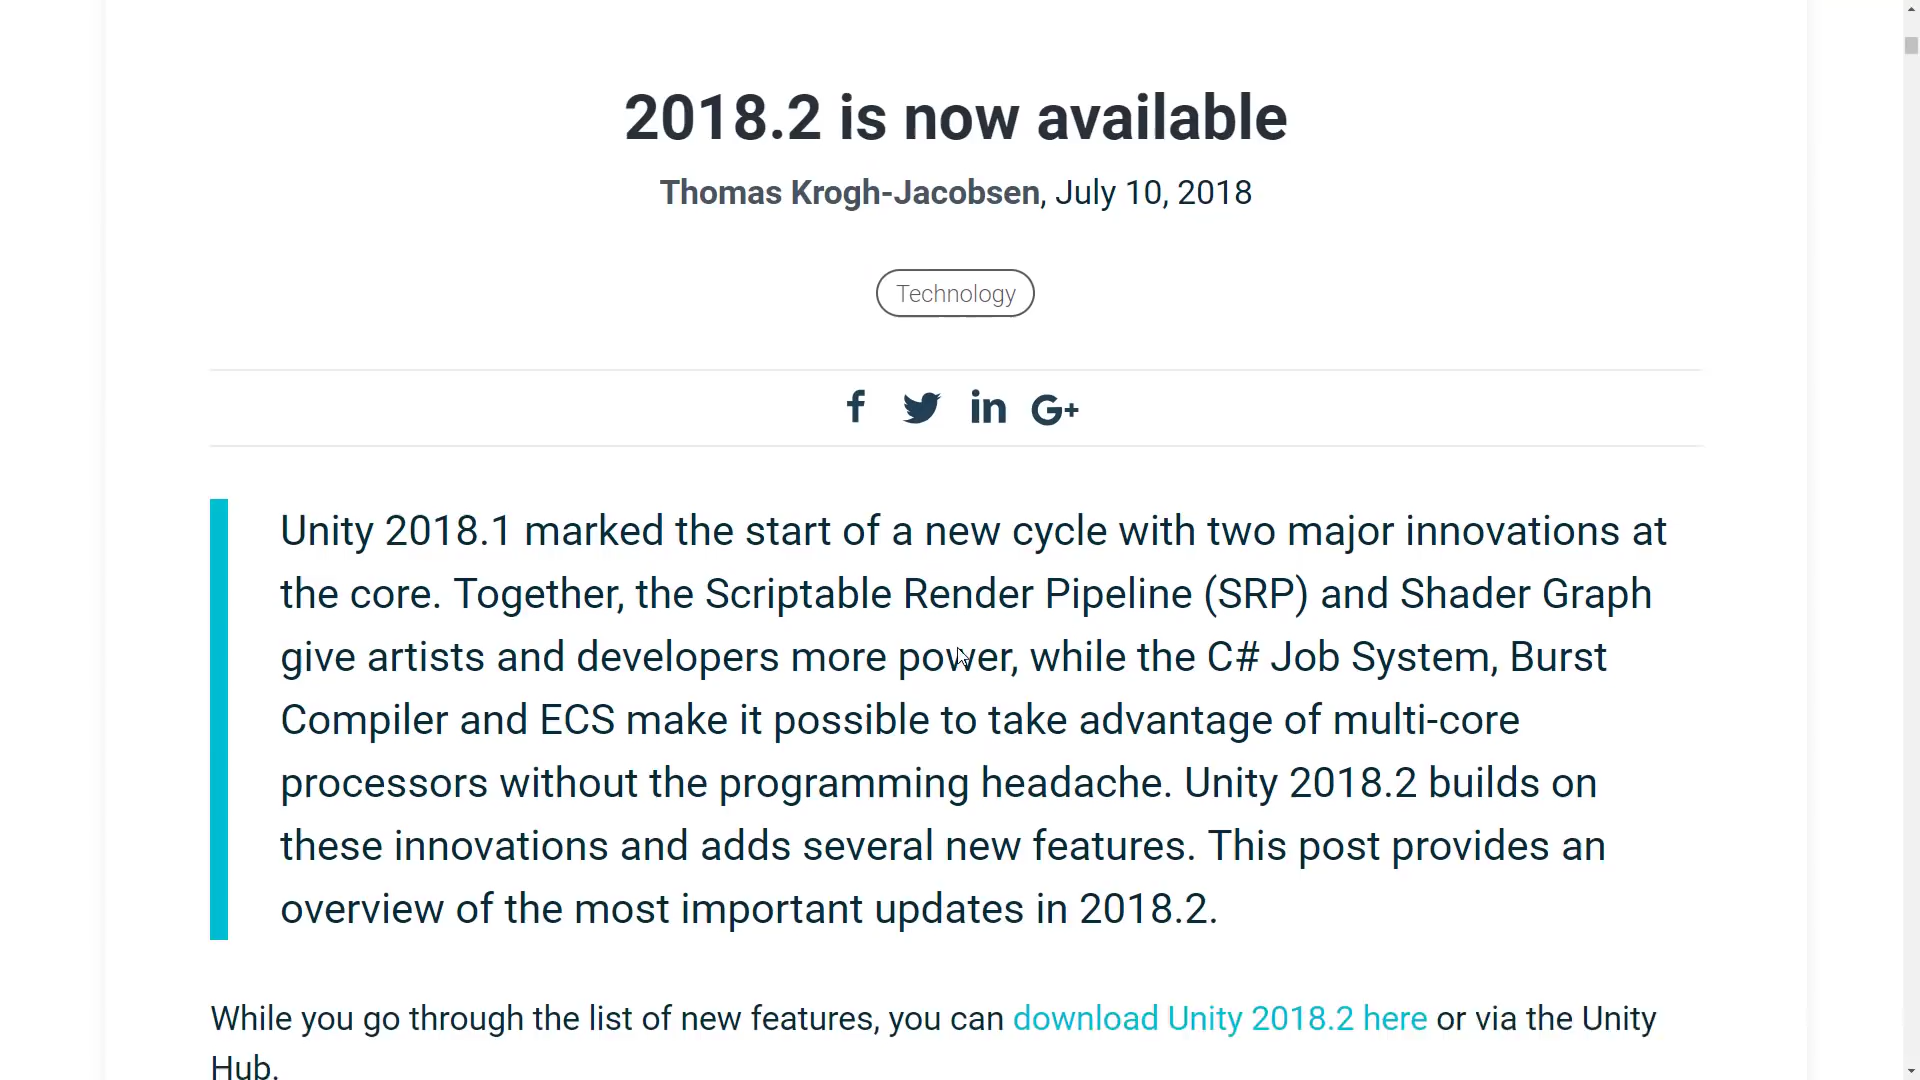 2018.2 is now available
Thomas Krogh-Jacobsen, July 10, 2018
Technology
f in G+
Unity 2018.1 marked the start of a new cycle with two major innovations at
the core. Together, the Scriptable Render Pipeline (SRP) and Shader Graph
give artists and developers more power, while the C# Job System, Burst
Compiler and ECS make it possible to take advantage of multi-core
processors without the programming headache. Unity 2018.2 builds on
these innovations and adds several new features. This post provides an
overview of the most important updates in 2018.2.
While you go through the list of new features, you can download Unity 2018.2 here or via the Unity
Hub.